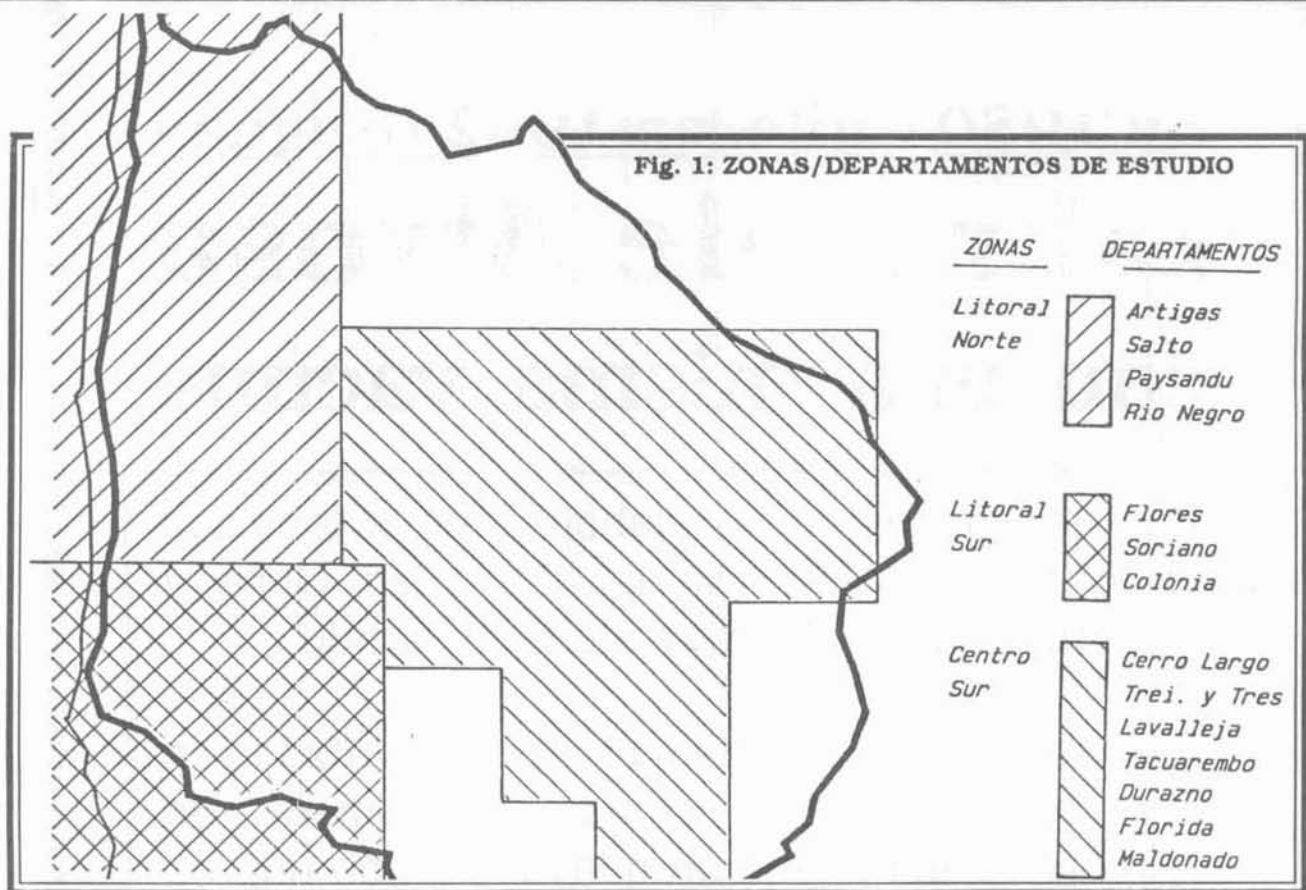 Fig. 1: ZONAS/DEPARTAMENTOS DE ESTUDIO
ZONAS DEPARTAMENTOS
Litoral Norte
Artigas
Salto
Paysandu
Rio Negro
Litoral Sur
Flores
Soriano
Colonia
Centro Sur
Cerro Largo
Trei. y Tres
Lavalleja
Tacuarembo
Durazno
Florida
Maldonado